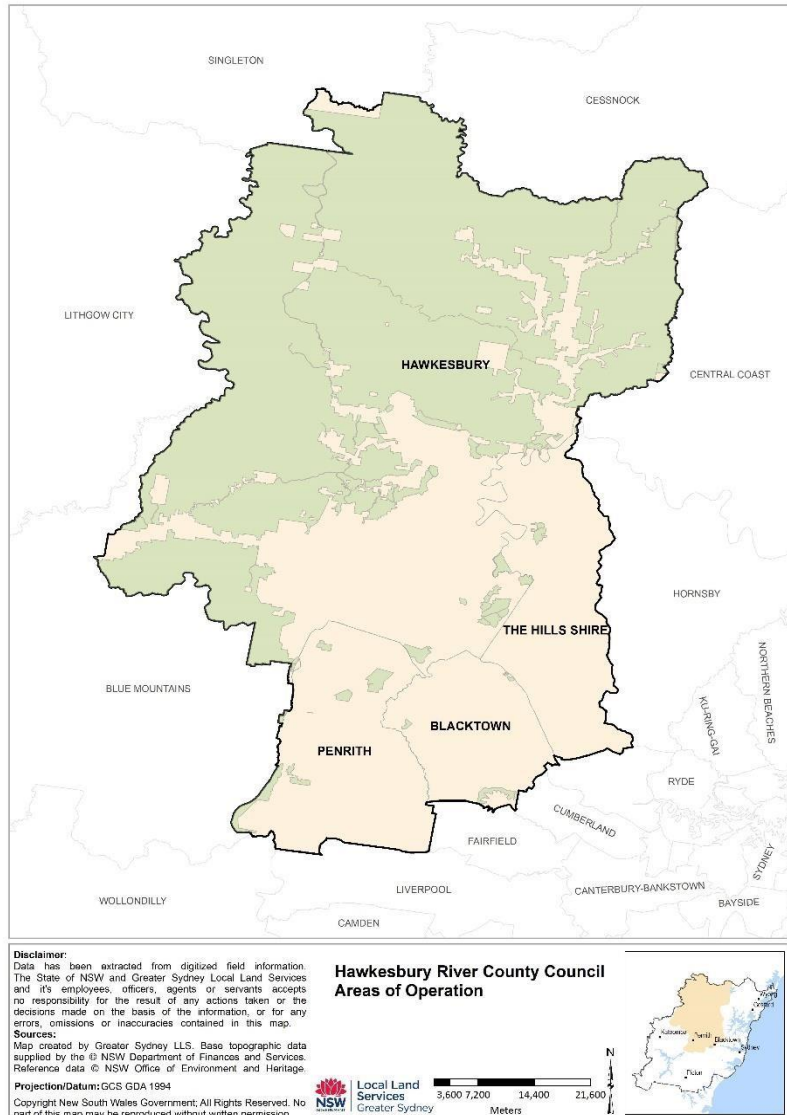 SINGLETON
CESSNOCK
LITHGOW CITY
HAWKESBURY
CENTRAL COAST
HORNSBY
THE HILLS SHIRE
NORTHERN BEACHES
BLUE MOUNTAINS
KU-RING-GAI
BLACKTOWN
PENRITH
RYDE
CUMBERLAND
FAIRFIELD
SYDNEY
LIVERPOOL
CANTERBURY-BANKSTOWN
WOLLONDILLY
BAYSIDE
CAMDEN
Disclaimer:
Data has been extracted from digitized field information.
The State of NSW and Greater Sydney Local Land Services
and it's employees, officers, agents or servants accepts
no responsibility for the result of any actions taken or the
decisions made on the basis of the information, or for any
errors, omissions or inaccuracies contained in this map.
Sources:
Map created by Greater Sydney LLS. Base topographic data
supplied by the © NSW Department of Finances and Services.
Reference data © NSW Office of Environment and Heritage.
Projection/Datum: GCS GDA 1994
Copyright New South Wales Government; All Rights Reserved. No
part of this map may be reproduced without written permission
Hawkesbury River County Council
Areas of Operation
NSW
Local Land
Services
Greater Sydney
3,600 7,200 14,400 21,600
Meters
N
Wyong
Gosford
Katoomba
Penrith
Blacktown
Sydney
Picton